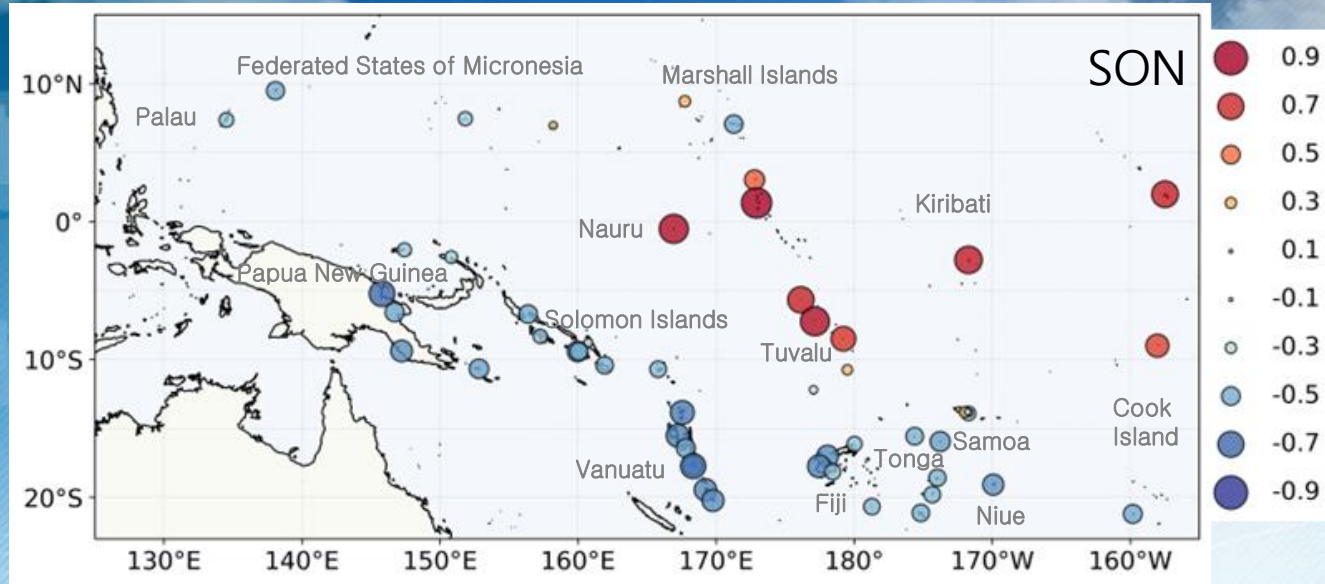 SON
Federated States of Micronesia
Marshall Islands
Palau
Kiribati
Nauru
Papua New Guinea
Solomon Islands
Tuvalu
Cook
Island
Samoa
Tonga
Vanuatu
Fiji
Niue
10°N
0°
10°S
20°S
130°E
140°E
150°E
160°E
170°E
180°
170°W
160°W
0.9
0.7
0.5
0.3
0.1
-0.1
-0.3
-0.5
-0.7
-0.9